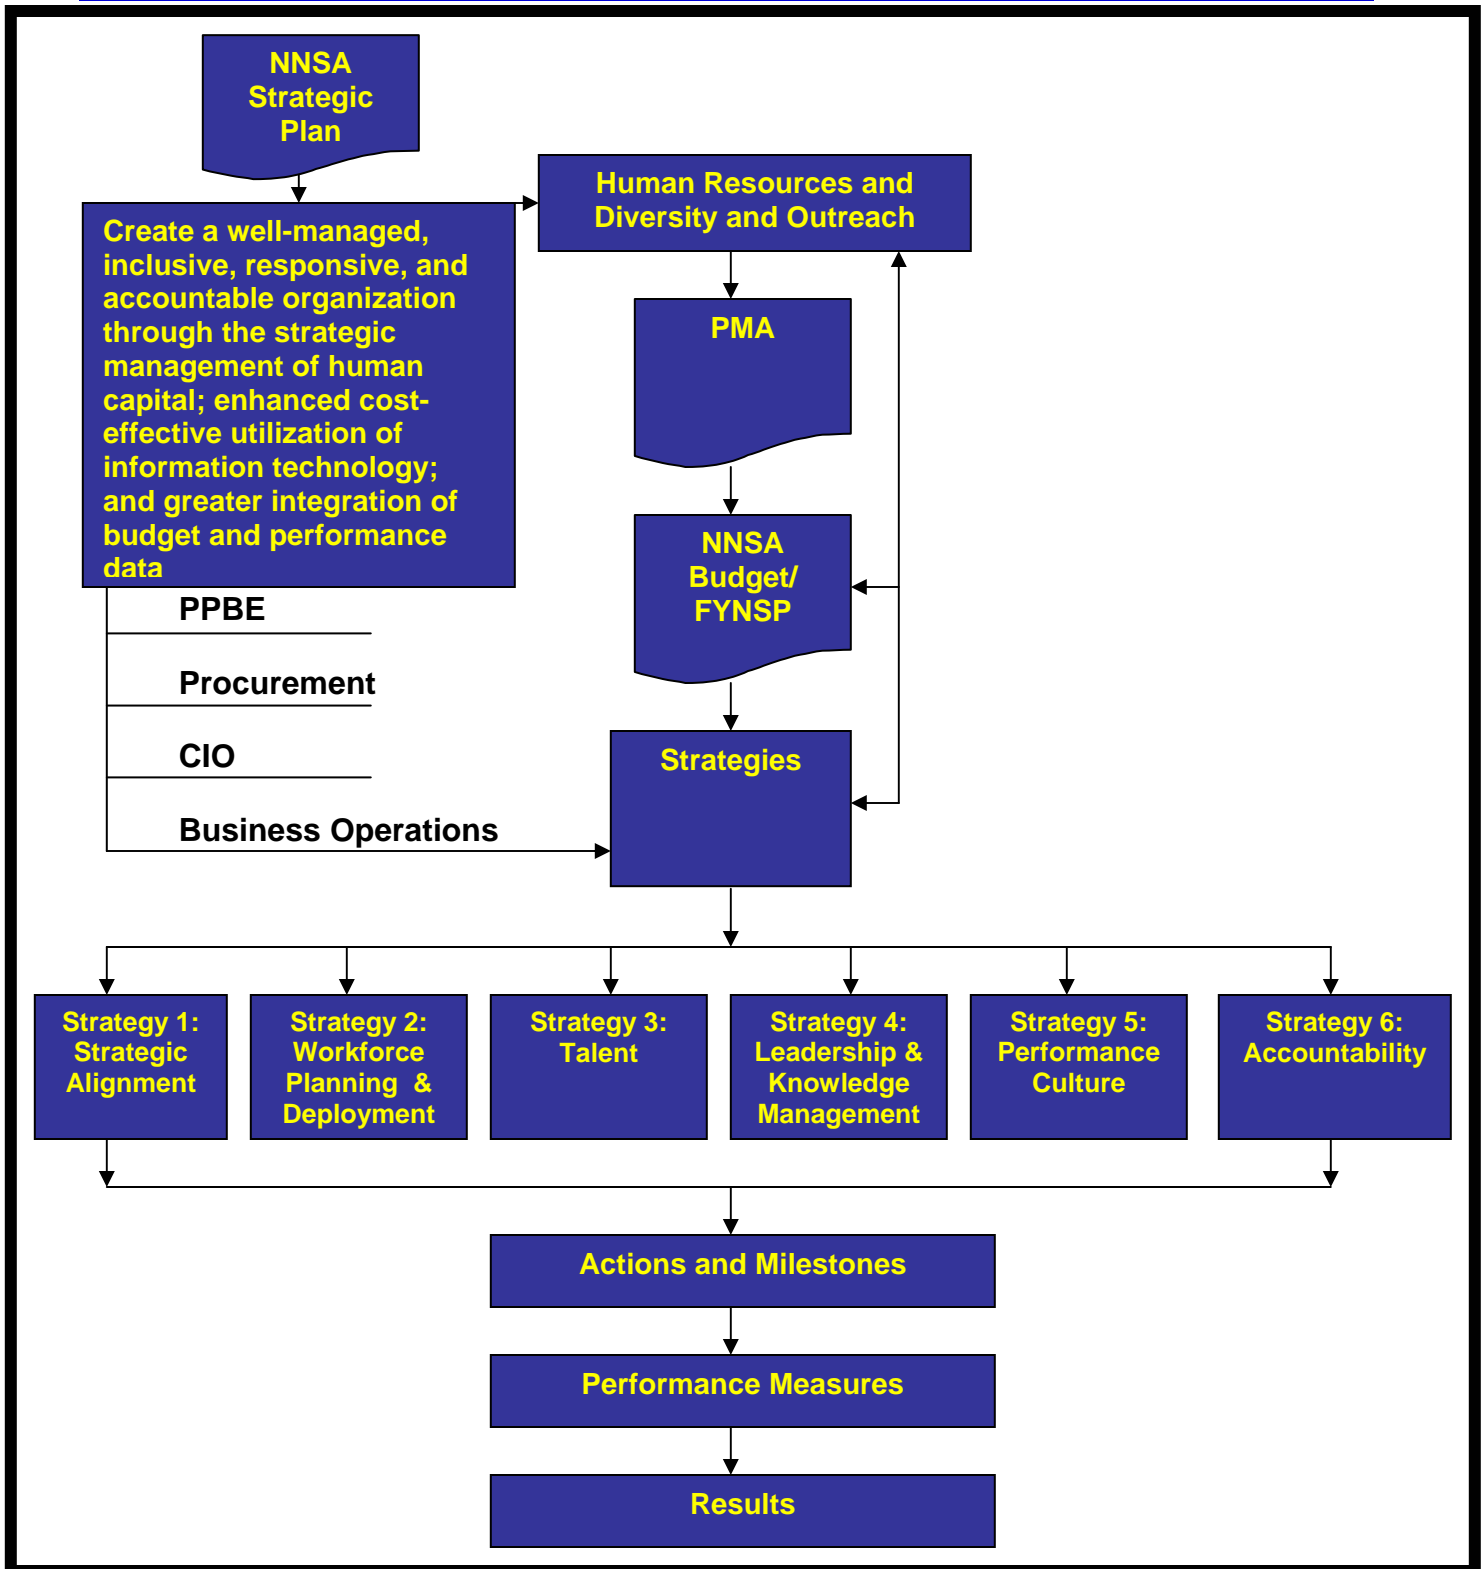 NNSA
Strategic
Plan
Human Resources and
Diversity and Outreach
Create a well-managed,
inclusive, responsive, and
accountable organization
through the strategic
management of human
capital; enhanced cost-
effective utilization of
information technology;
and greater integration of
budget and performance
data
PMA
NNSA
Budget/
FYNSP
PPBE
Procurement
CIO
Business Operations
Strategies
Strategy 1:
Strategic
Alignment
Strategy 2:
Workforce
Planning & 
Deployment
Strategy 3:
Talent
Strategy 4:
Leadership &
Knowledge
Management
Strategy 5:
Performance
Culture
Strategy 6:
Accountability
Actions and Milestones
Performance Measures
Results